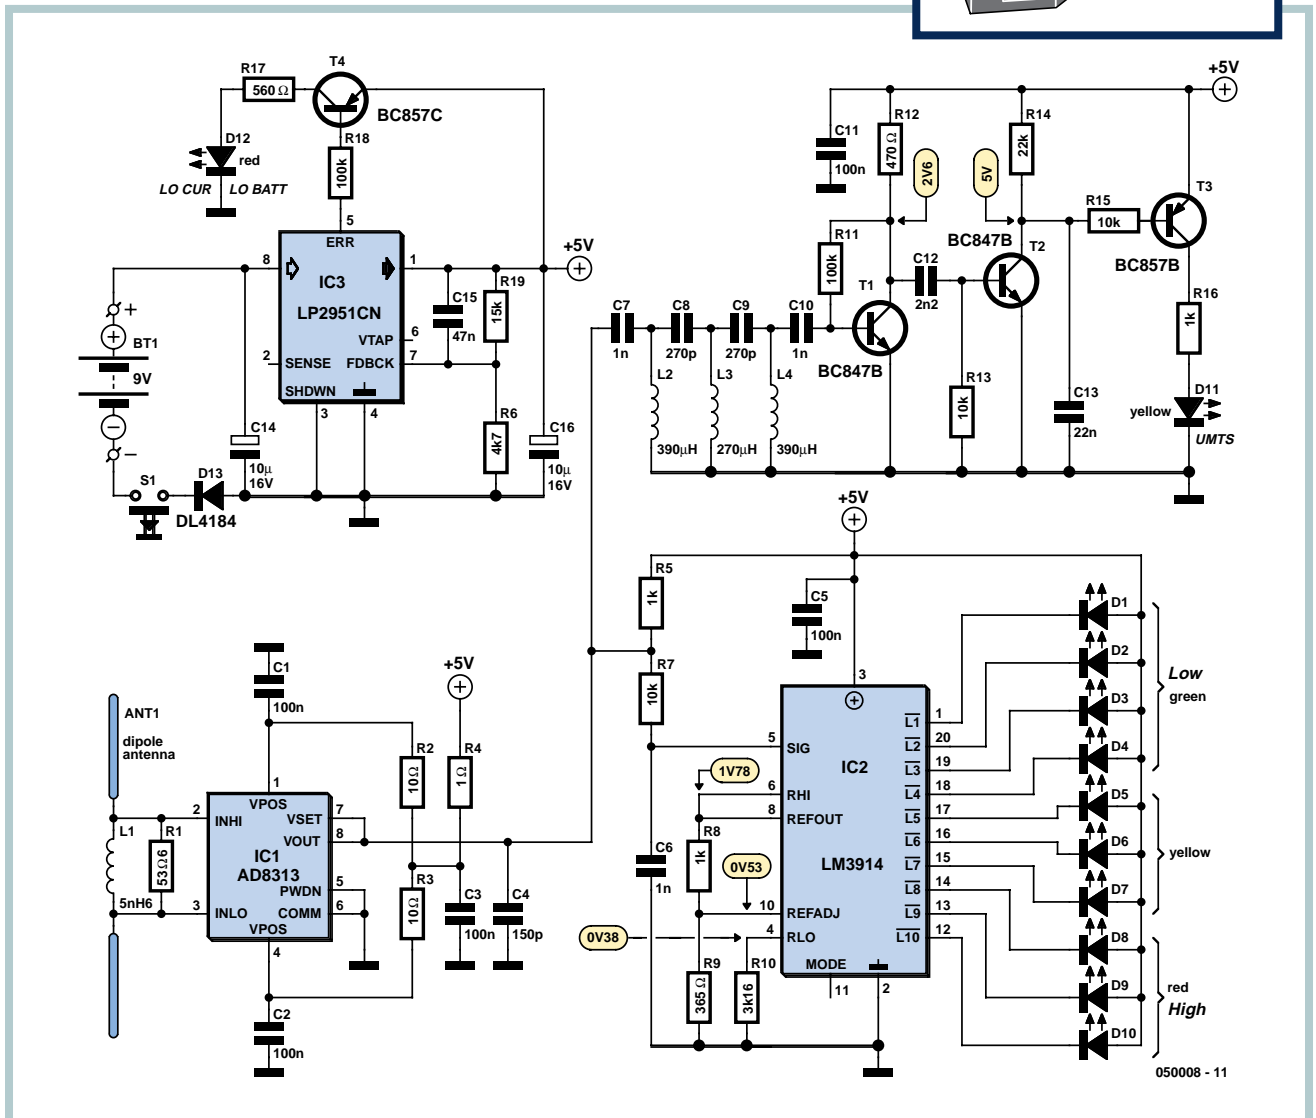 R17
560 Ω
T4
BC857C
D12
red
LO CUR
LO BATT
R18
100k
5
ERR
8
1
IC3
LP2951CN
VTAP
6
2
SENSE
FDBCK
7
SHDWN
3
4
+5V
C15
47n
R19
15k
R6
4k7
+
BT1
9V
−
C14
10µ
16V
C16
10µ
16V
S1
D13
DL4184
+5V
C11
100n
R12
470 Ω
2V6
5V
R14
22k
T3
R15
10k
BC857B
BC847B
T2
R11
100k
T1
C12
2n2
C7
1n
C8
270p
C9
270p
C10
1n
BC847B
L2
390µH
L3
270µH
L4
390µH
R13
10k
C13
22n
R16
1k
D11
yellow
UMTS
+5V
R5
1k
R7
10k
C5
100n
3
5
SIG
IC2
1V78
6
RHI
8
REFOUT
R8
1k
LM3914
0V53
C6
1n
10
REFADJ
0V38
4
RLO
MODE
11
2
R9
365 Ω
R10
3k16
L1
1
L2
20
L3
19
L4
18
L5
17
L6
16
L7
15
L8
14
L9
13
L10
12
D1
D2
D3
D4
D5
D6
D7
D8
D9
D10
Low
green
yellow
red
High
050008 - 11
C1
100n
ANT1
dipole
antenna
L1
5nH6
R1
53Ω6
1
VPOS
2
INHI
VSET
7
VOUT
8
IC1
AD8313
PWDN
5
3
INLO
COMM
6
VPOS
4
C2
100n
+5V
R2
10Ω
R4
1Ω
R3
10Ω
C3
100n
C4
150p